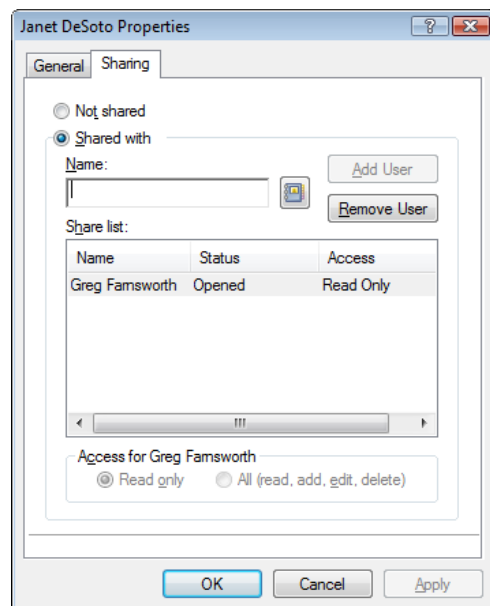 Janet DeSoto Properties
General Sharing
Not shared
Shared with
Name:
Add User
Remove User
Share list:
Name Status Access
Greg Farnsworth Opened Read Only
Access for Greg Farnsworth
Read only All (read, add, edit, delete)
OK Cancel Apply